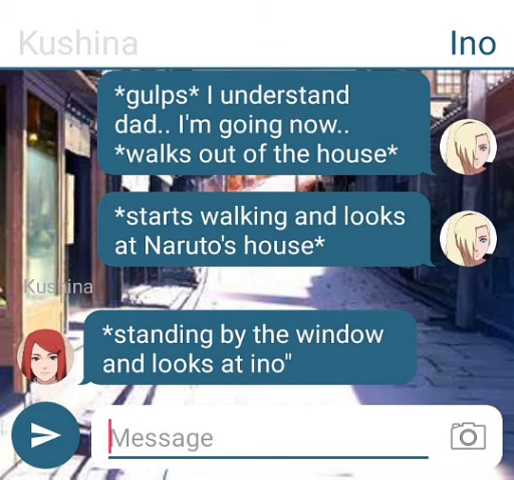 Kushina Ino
*gulps* I understand
dad.. I'm going now..
*walks out of the house*
*starts walking and looks
at Naruto's house*
Kushina
*standing by the window
and looks at ino"
Message